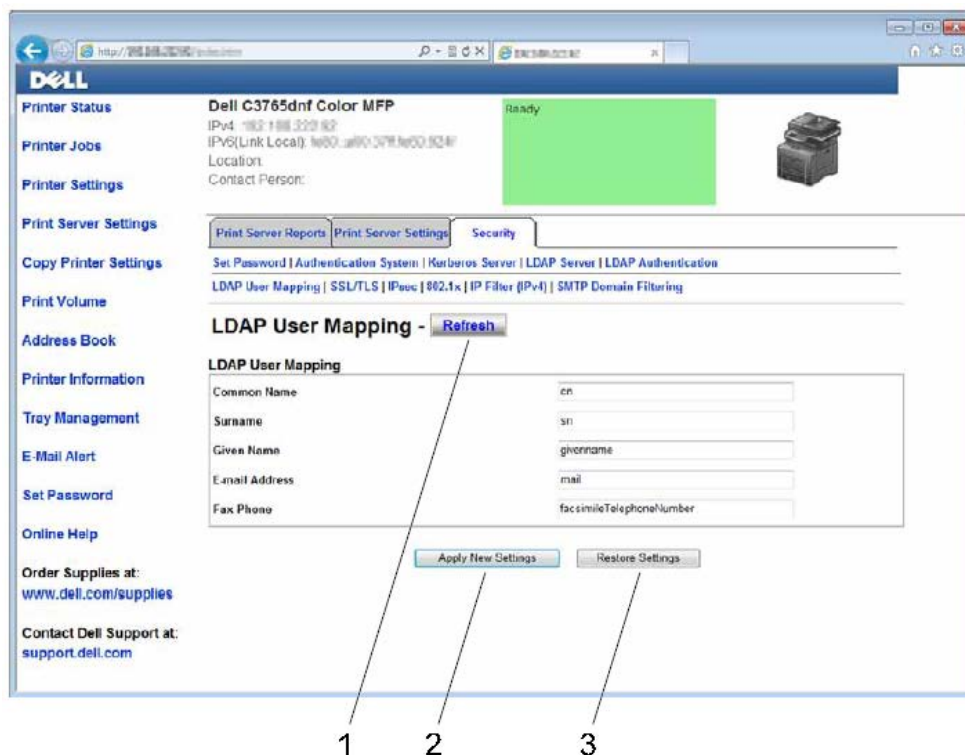 http://
DELL
Printer Status
Printer Jobs
Printer Settings
Print Server Settings
Copy Printer Settings
Print Volume
Address Book
Printer Information
Tray Management
E-Mail Alert
Set Password
Online Help
Order Supplies at:
www.dell.com/supplies
Contact Dell Support at:
support.dell.com
Dell C3765dnf Color MFP
IPv4:
IPv6(Link Local):
Location:
Contact Person:
Ready
Print Server Reports Print Server Settings Security
Set Password | Authentication System | Kerberos Server | LDAP Server | LDAP Authentication
LDAP User Mapping | SSL/TLS | IPsec | 802.1x | IP Filter (IPv4) | SMTP Domain Filtering
LDAP User Mapping - Refresh
LDAP User Mapping
Common Name cn
Surname sn
Given Name givenname
E-mail Address mail
Fax Phone facsimileTelephoneNumber
Apply New Settings Restore Settings
1 2 3